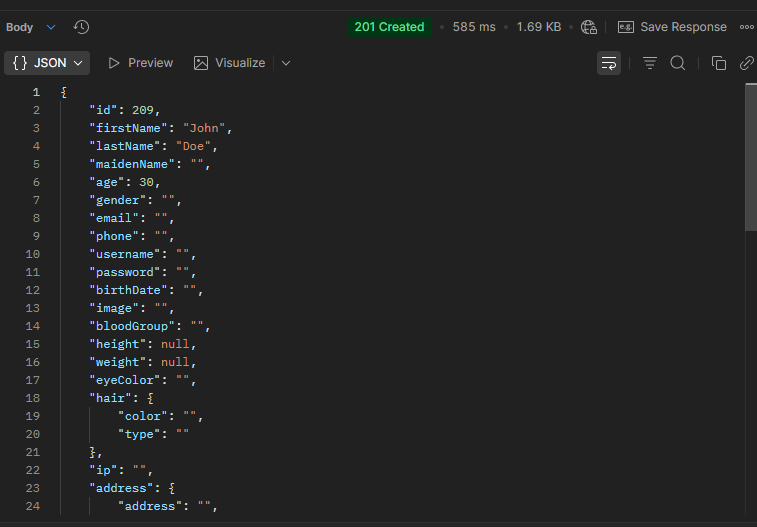 Body 201 Created • 585 ms • 1.69 KB • e.g. Save Response
{} JSON Preview Visualize
1 {
2 "id": 209,
3 "firstName": "John",
4 "lastName": "Doe",
5 "maidenName": "",
6 "age": 30,
7 "gender": "",
8 "email": "",
9 "phone": "",
10 "username": "",
11 "password": "",
12 "birthDate": "",
13 "image": "",
14 "bloodGroup": "",
15 "height": null,
16 "weight": null,
17 "eyeColor": "",
18 "hair": {
19 "color": "",
20 "type": ""
21 },
22 "ip": "",
23 "address": {
24 "address": "",